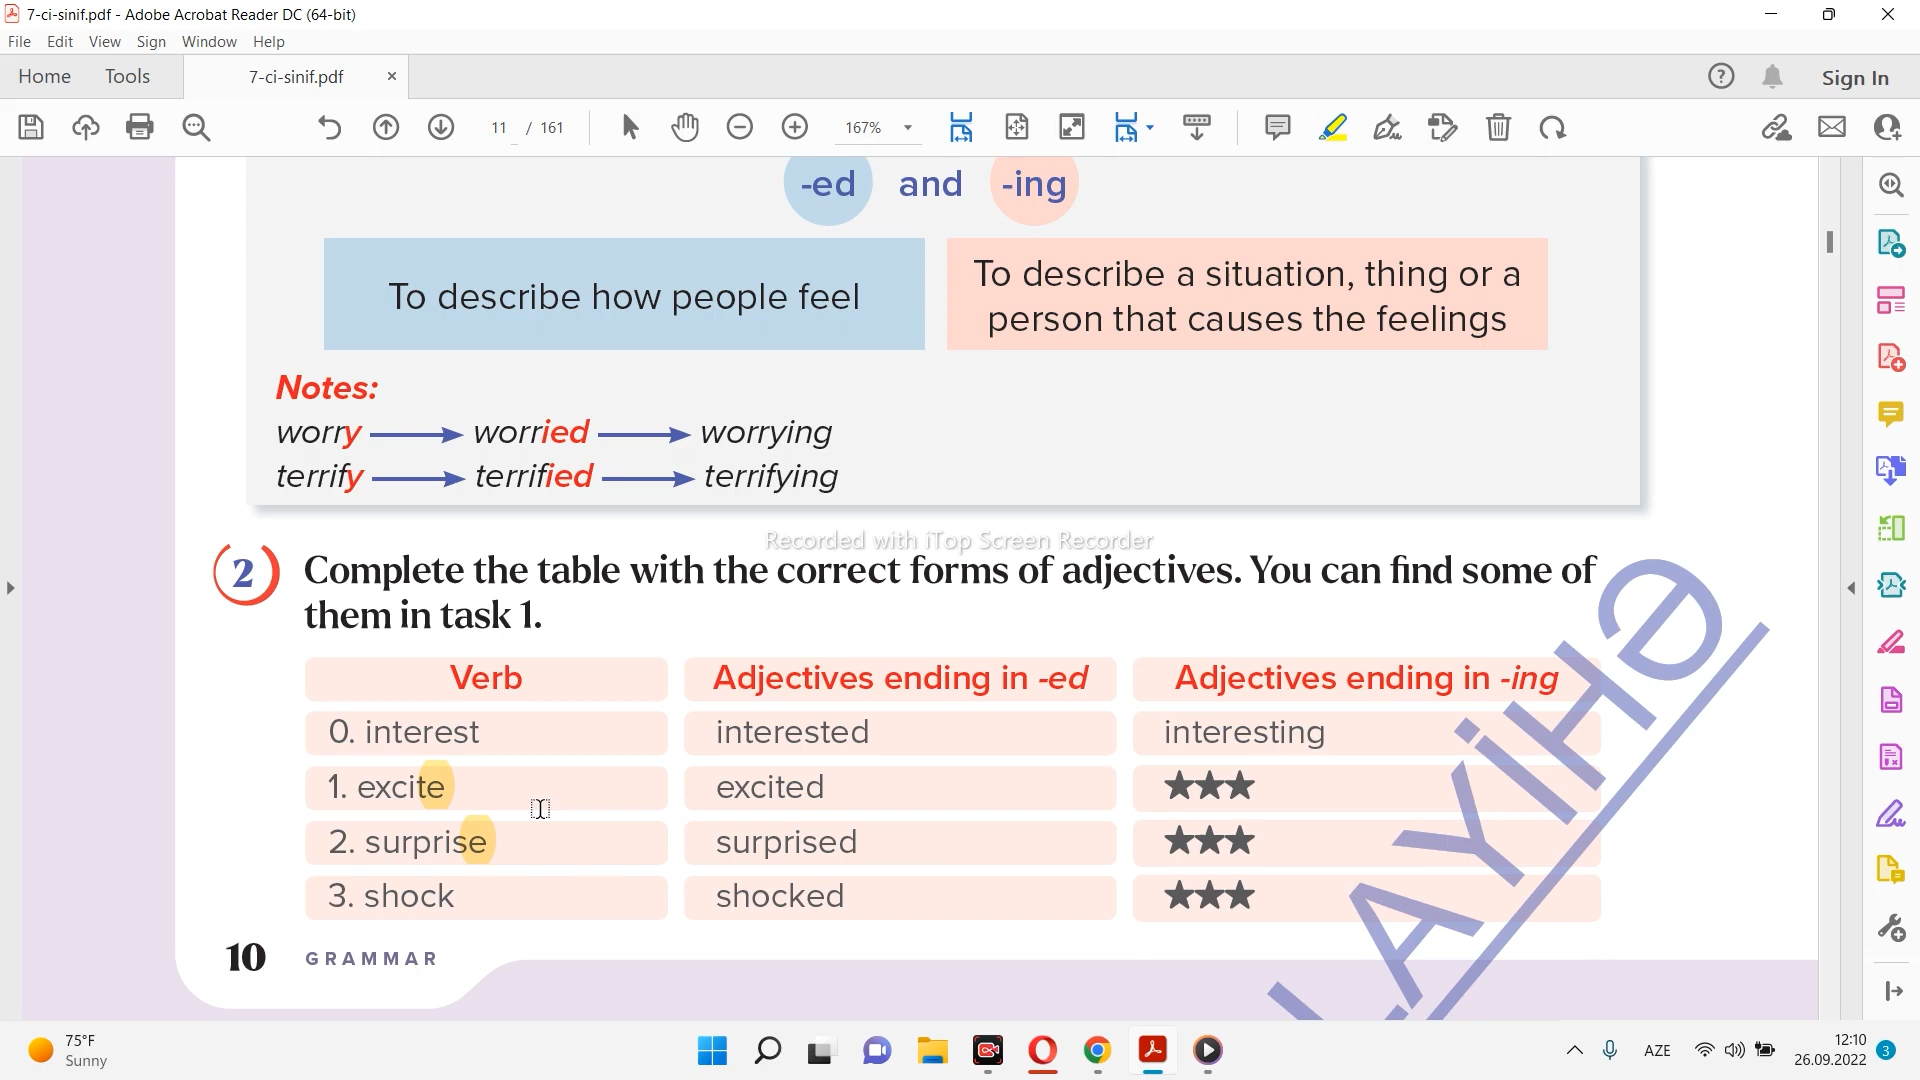 7-ci-sinif.pdf - Adobe Acrobat Reader DC (64-bit)
File Edit View Sign Window Help
Home Tools 7-ci-sinif.pdf × Sign In
11 / 161 167%
-ed and -ing
To describe how people feel
To describe a situation, thing or a
person that causes the feelings
Notes:
worry worried worrying
terrify terrified terrifying
Recorded with iTop Screen Recorder
2 Complete the table with the correct forms of adjectives. You can find some of
them in task 1.
Verb Adjectives ending in -ed Adjectives ending in -ing
0. interest interested interesting
1. excite excited ★★★
2. surprise surprised ★★★
3. shock shocked ★★★
LAYİHƏ
10 GRAMMAR
75°F
Sunny
AZE
12:10
26.09.2022
3